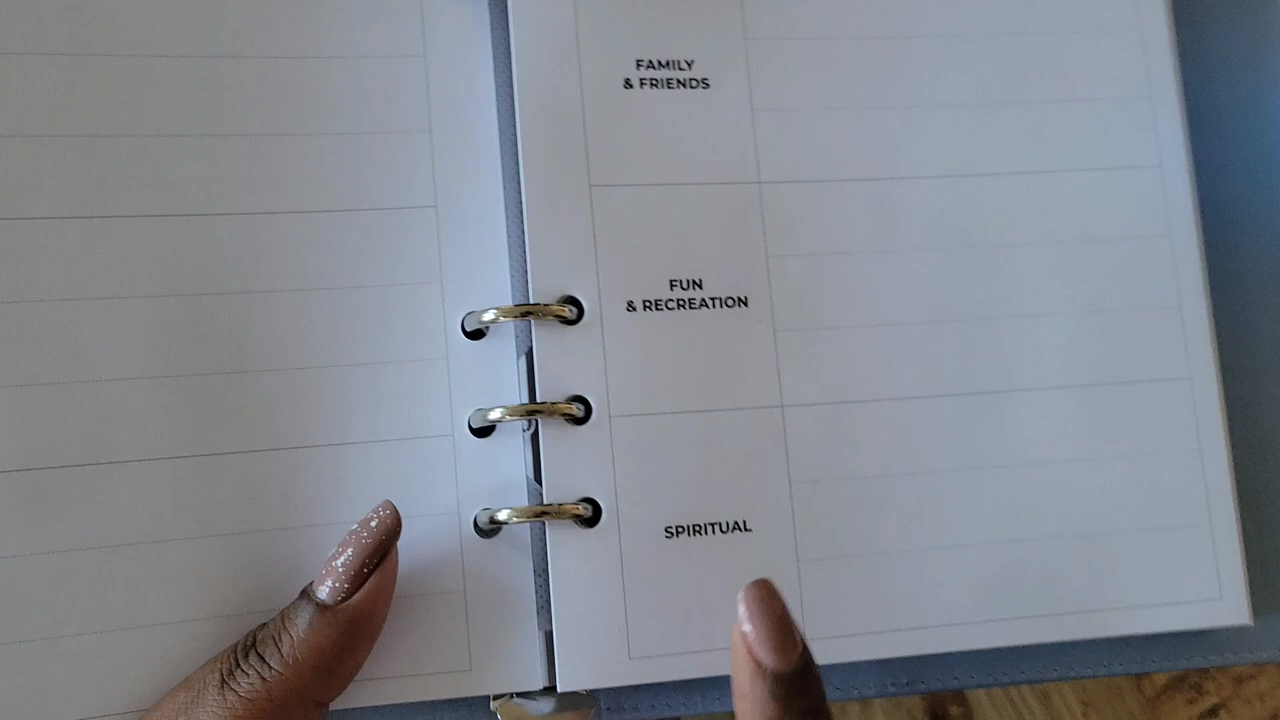 FAMILY
& FRIENDS
FUN
& RECREATION
SPIRITUAL